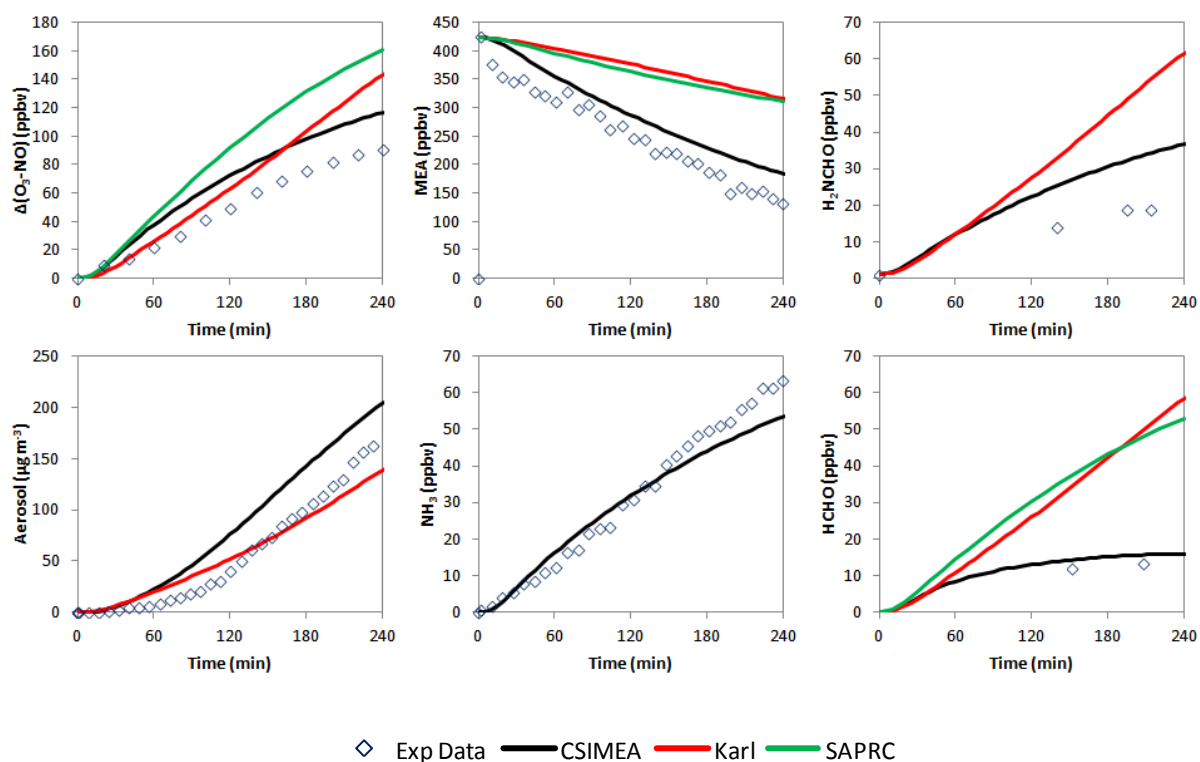 Δ(O₃-NO) (ppbv)
180
160
140
120
100
80
60
40
20
0
0 60 120 180 240
Time (min)
MEA (ppbv)
450
400
350
300
250
200
150
100
50
0
0 60 120 180 240
Time (min)
H₂NCHO (ppbv)
70
60
50
40
30
20
10
0
0 60 120 180 240
Time (min)
Aerosol (µg m⁻³)
250
200
150
100
50
0
0 60 120 180 240
Time (min)
NH₃ (ppbv)
70
60
50
40
30
20
10
0
0 60 120 180 240
Time (min)
HCHO (ppbv)
70
60
50
40
30
20
10
0
0 60 120 180 240
Time (min)
Exp Data CSIMEA Karl SAPRC